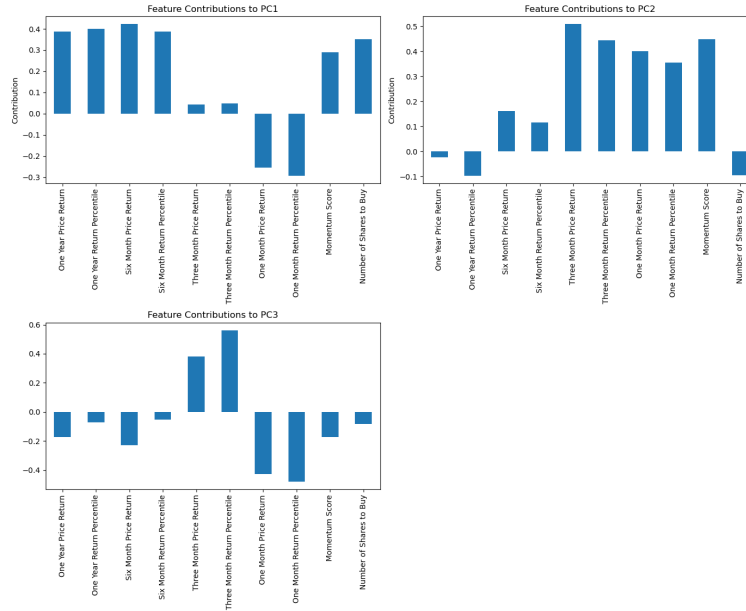 Feature Contributions to PC1
Contribution
0.4
0.3
0.2
0.1
0.0
−0.1
−0.2
−0.3
One Year Price Return
One Year Return Percentile
Six Month Price Return
Six Month Return Percentile
Three Month Price Return
Three Month Return Percentile
One Month Price Return
One Month Return Percentile
Momentum Score
Number of Shares to Buy
Feature Contributions to PC2
Contribution
0.5
0.4
0.3
0.2
0.1
0.0
−0.1
One Year Price Return
One Year Return Percentile
Six Month Price Return
Six Month Return Percentile
Three Month Price Return
Three Month Return Percentile
One Month Price Return
One Month Return Percentile
Momentum Score
Number of Shares to Buy
Feature Contributions to PC3
0.6
0.4
0.2
0.0
−0.2
−0.4
One Year Price Return
One Year Return Percentile
Six Month Price Return
Six Month Return Percentile
Three Month Price Return
Three Month Return Percentile
One Month Price Return
One Month Return Percentile
Momentum Score
Number of Shares to Buy